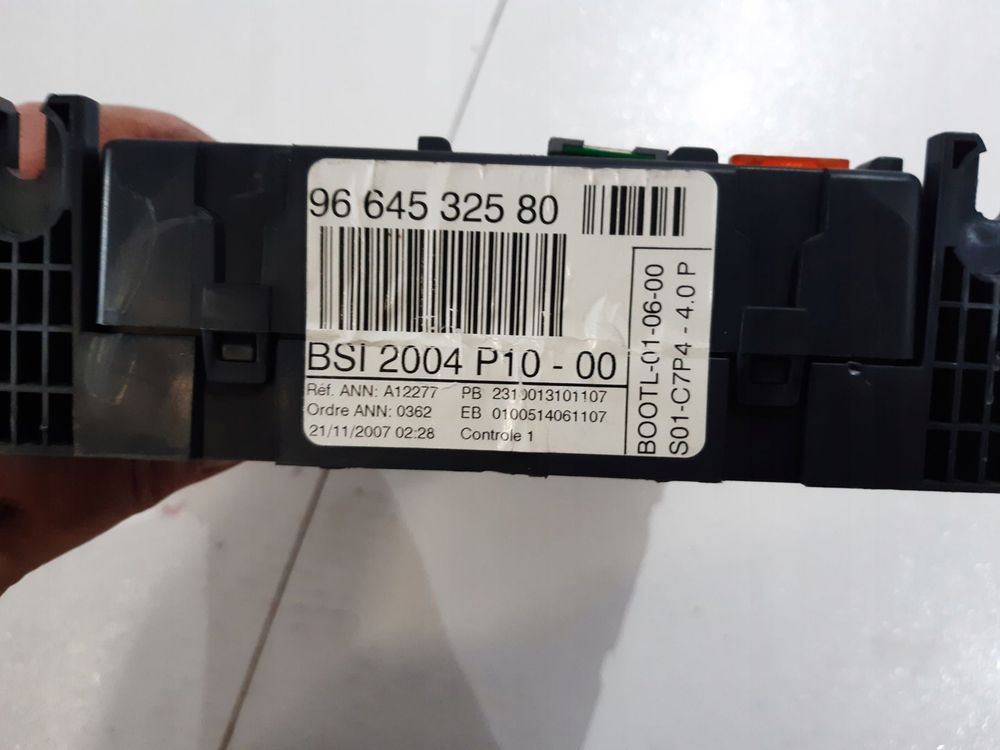 96 645 325 80
BSI 2004 P10 - 00
Réf. ANN: A12277 PB 2310013101107
Ordre ANN: 0362 EB 0100514061107
21/11/2007 02:28 Controle 1
BOOTL-01-06-00
S01-C7P4 - 4.0 P